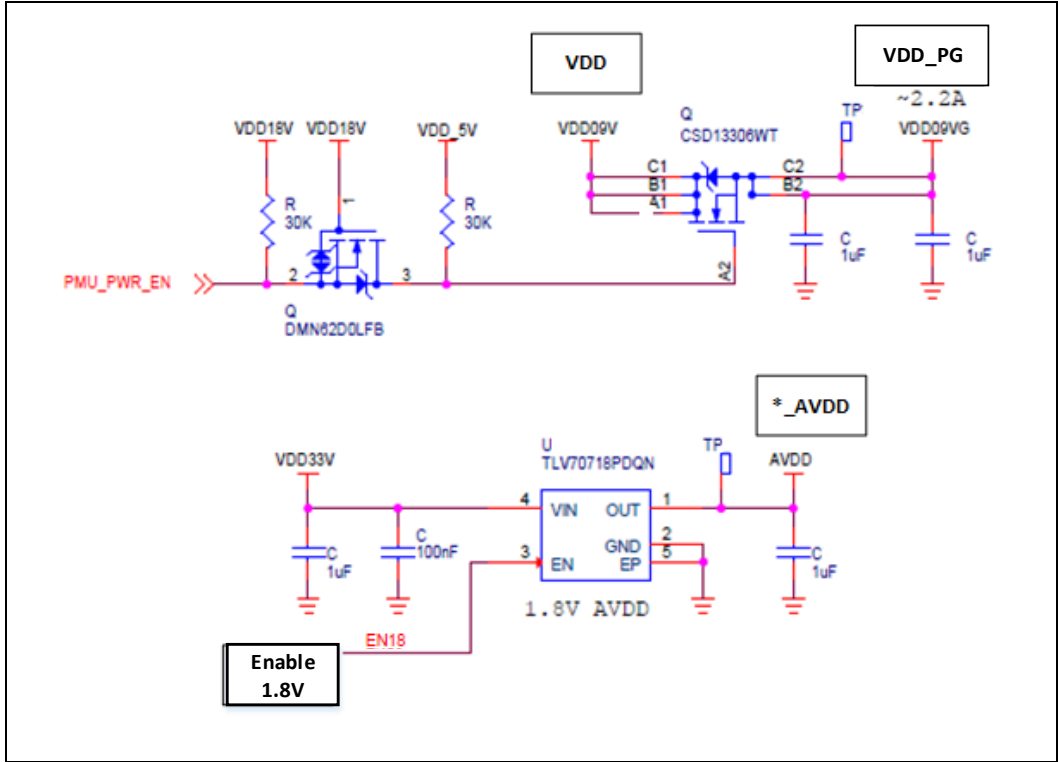 VDD
VDD_PG
~2.2A
VDD18V
VDD18V
VDD_5V
VDD09V
Q
CSD13306WT
TP
VDD09VG
C1
B1
A1
C2
B2
A2
R
30K
1
R
30K
C
1uF
C
1uF
PMU_PWR_EN
2
3
Q
DMN62D0LFB
*_AVDD
VDD33V
U
TLV70718PDQN
TP
AVDD
4
VIN
OUT
1
C
1uF
C
100nF
3
EN
GND
2
EP
5
C
1uF
1.8V AVDD
EN18
Enable
1.8V